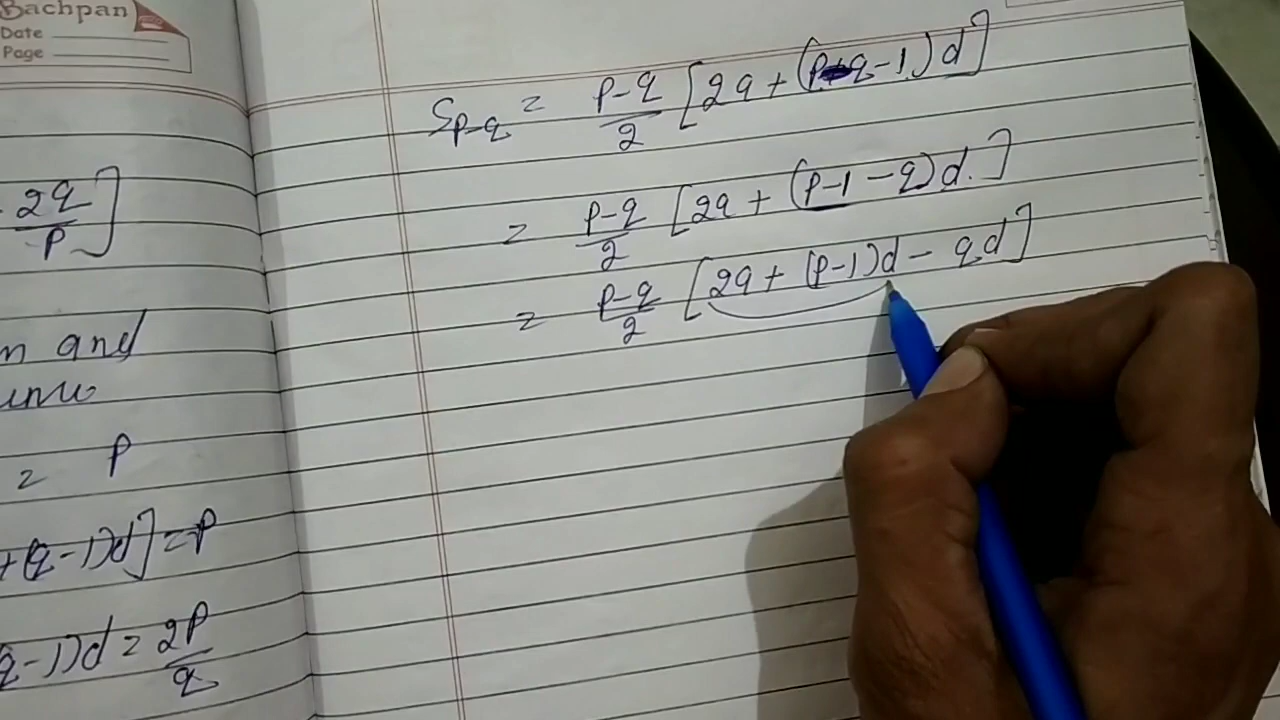 Bachpan
Date
Page
2q/p]
and
= p
+(q-1)d] = p
q-1)d = 2p/q
S_{p-q} = (p-q)/2 [2a + (p-q-1)d]
= (p-q)/2 [2a + (p-1-q)d.]
= (p-q)/2 [2a + (p-1)d - qd]